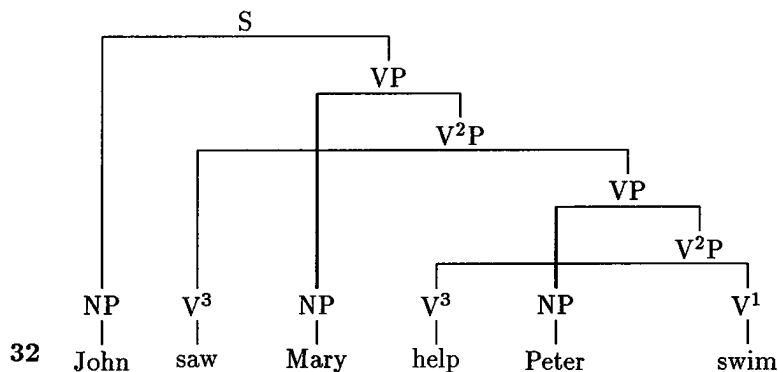 S
VP
V²P
VP
V²P
NP V³ NP V³ NP V¹
32 John saw Mary help Peter swim